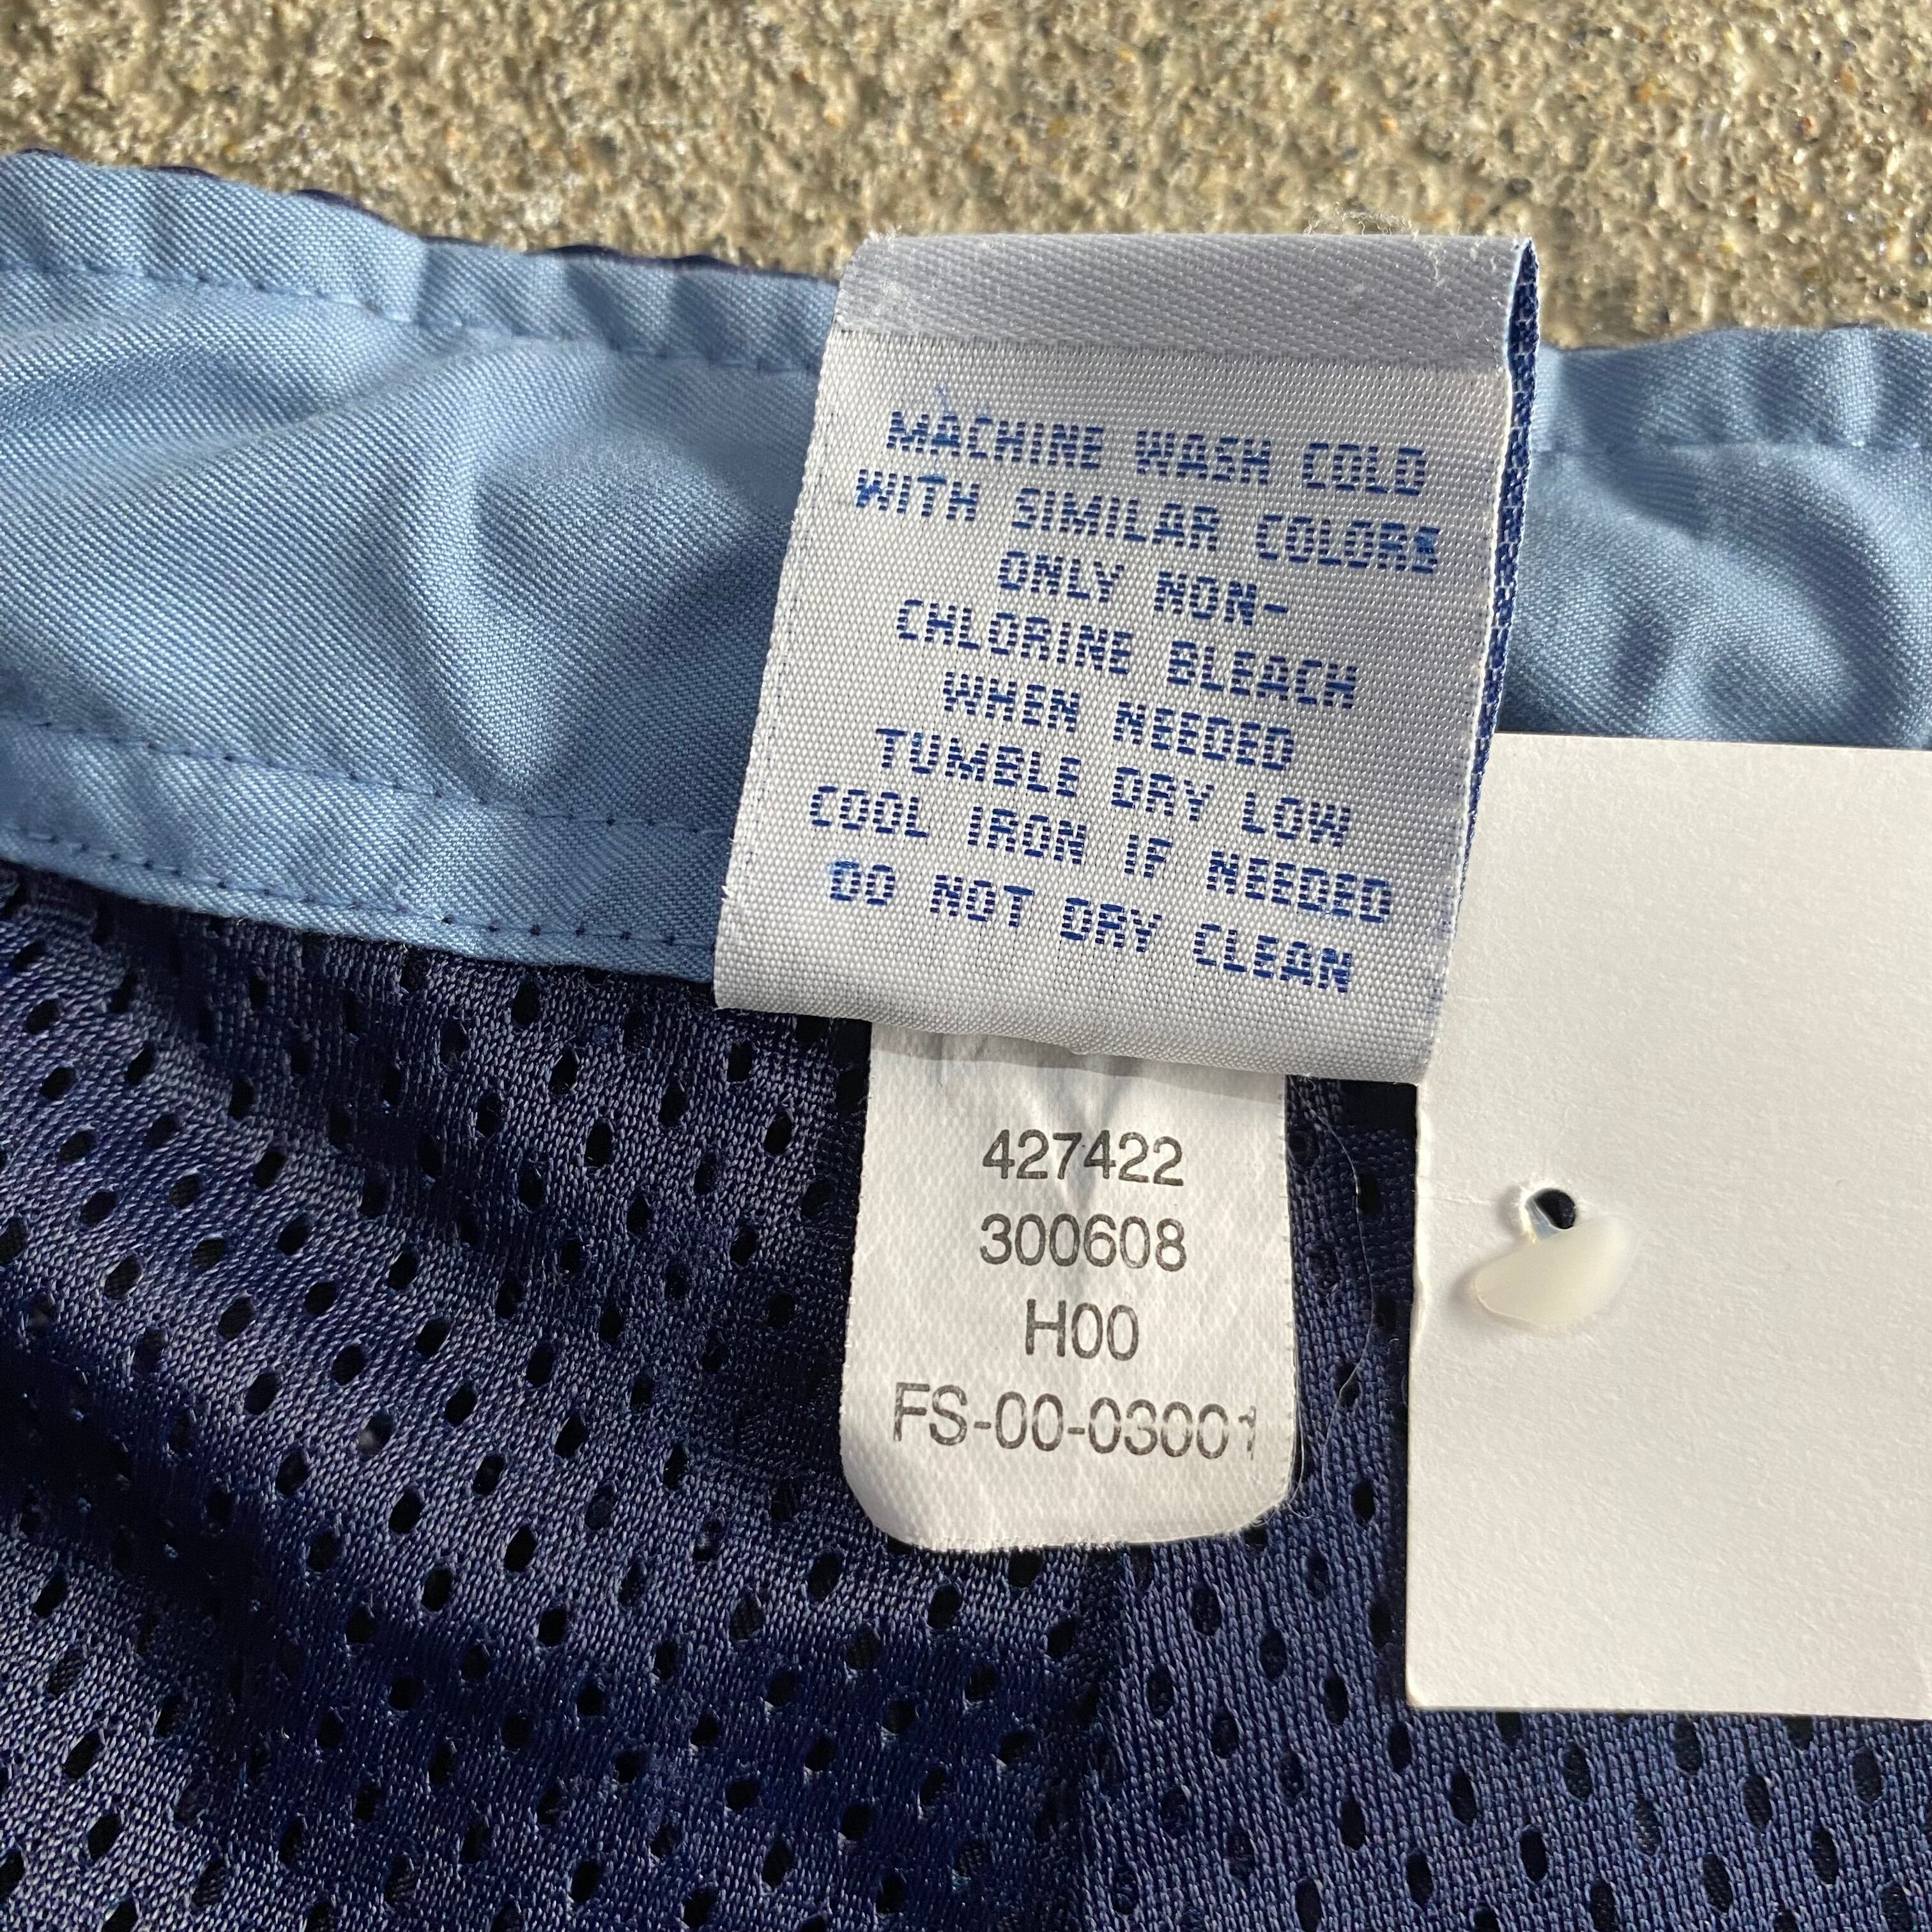 MACHINE WASH COLD
WITH SIMILAR COLORS
ONLY NON-
CHLORINE BLEACH
WHEN NEEDED
TUMBLE DRY LOW
COOL IRON IF NEEDED
DO NOT DRY CLEAN
427422
300608
H00
FS-00-03001